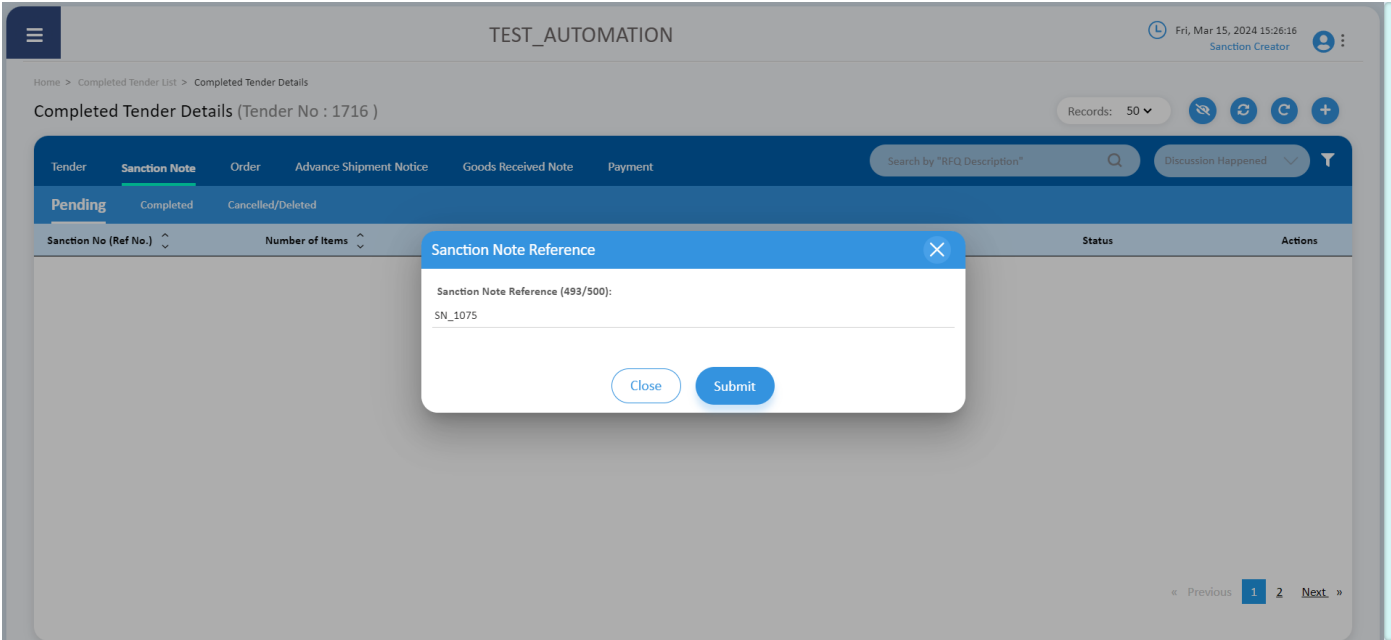 TEST_AUTOMATION
Fri, Mar 15, 2024 15:26:16
Sanction Creator
Home > Completed Tender List > Completed Tender Details
Completed Tender Details (Tender No : 1716 )
Records: 50
Tender Sanction Note Order Advance Shipment Notice Goods Received Note Payment
Search by "RFQ Description"
Discussion Happened
Pending Completed Cancelled/Deleted
Sanction No (Ref No.) Number of Items Status Actions
Sanction Note Reference
Sanction Note Reference (493/500):
SN_1075
Close Submit
« Previous 1 2 Next »